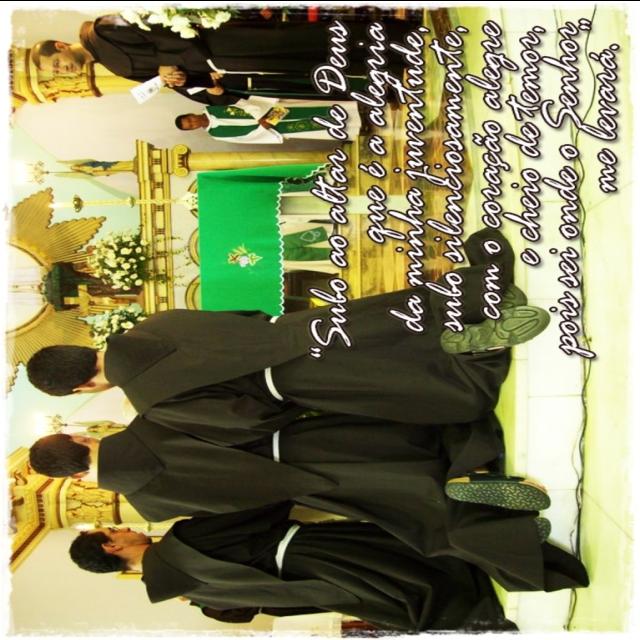 "Subo ao altar de Deus
que é a alegria
da minha juventude,
subo silenciosamente,
com o coração alegre
e cheio de temor,
pois sei onde o Senhor
me levará."